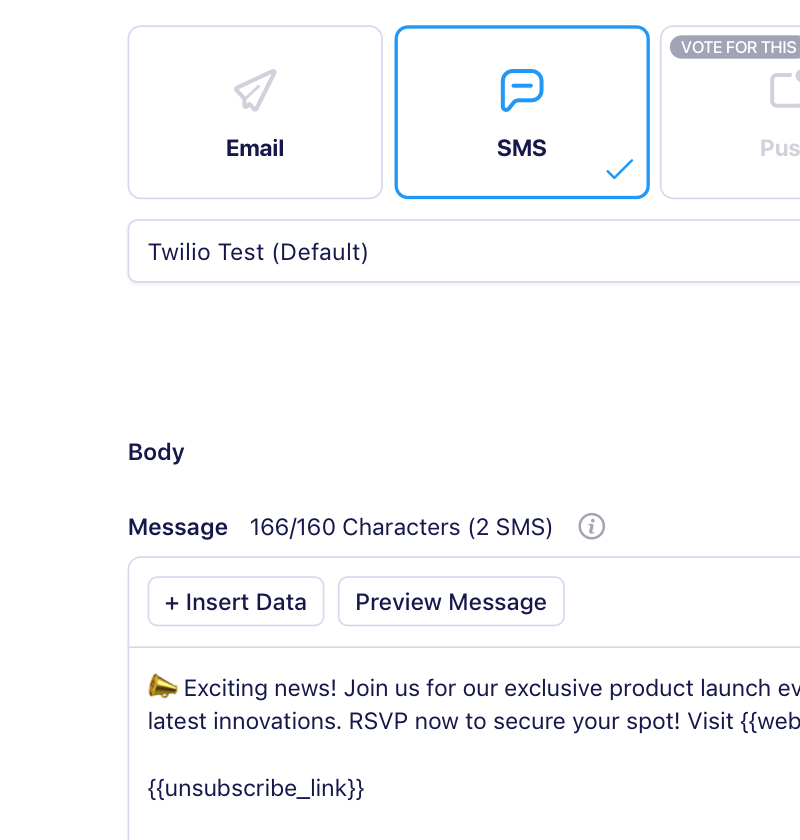 VOTE FOR THIS
Email
SMS
Twilio Test (Default)
Body
Message 166/160 Characters (2 SMS)
+ Insert Data
Preview Message
📣 Exciting news! Join us for our exclusive product launch
latest innovations. RSVP now to secure your spot! Visit {{web
{{unsubscribe_link}}